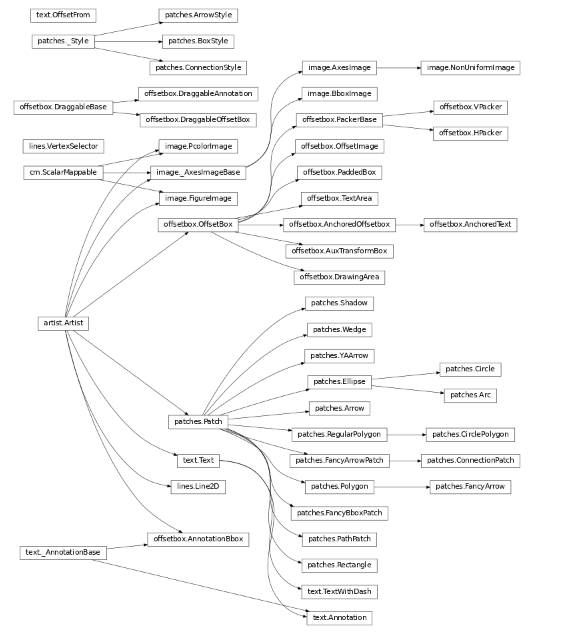 text.OffsetFrom
patches.ArrowStyle
patches._Style
patches.BoxStyle
patches.ConnectionStyle
image.AxesImage
image.NonUniformImage
offsetbox.DraggableAnnotation
image.BboxImage
offsetbox.DraggableBase
offsetbox.VPacker
offsetbox.DraggableOffsetBox
offsetbox.PackerBase
offsetbox.HPacker
lines.VertexSelector
image.PcolorImage
offsetbox.OffsetImage
cm.ScalarMappable
image._AxesImageBase
offsetbox.PaddedBox
image.FigureImage
offsetbox.TextArea
offsetbox.OffsetBox
offsetbox.AnchoredOffsetbox
offsetbox.AnchoredText
offsetbox.AuxTransformBox
offsetbox.DrawingArea
patches.Shadow
artist.Artist
patches.Wedge
patches.YAArrow
patches.Circle
patches.Ellipse
patches.Arc
patches.Arrow
patches.Patch
patches.RegularPolygon
patches.CirclePolygon
text.Text
patches.FancyArrowPatch
patches.ConnectionPatch
lines.Line2D
patches.Polygon
patches.FancyArrow
patches.FancyBboxPatch
offsetbox.AnnotationBbox
patches.PathPatch
text._AnnotationBase
patches.Rectangle
text.TextWithDash
text.Annotation